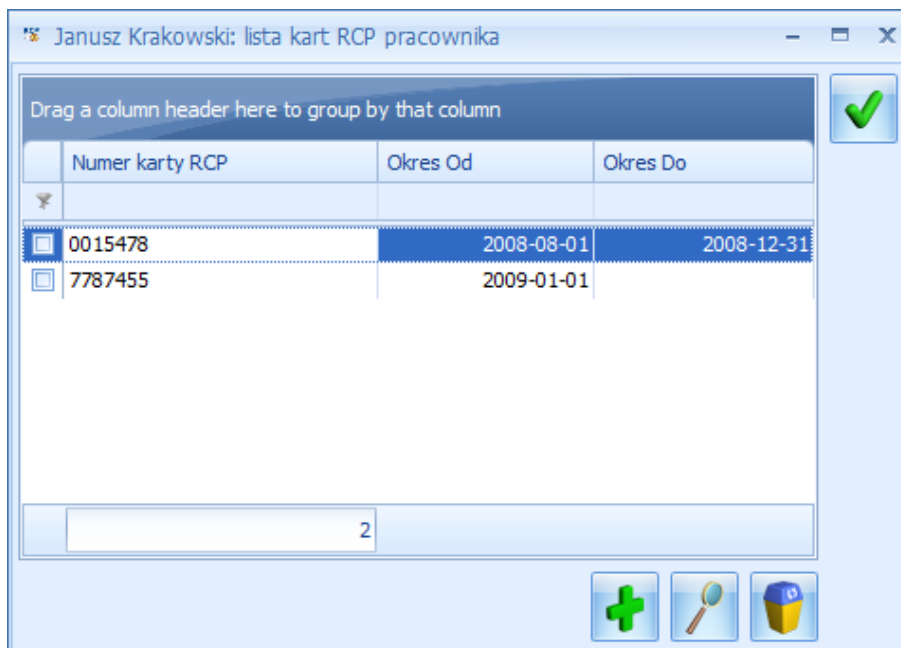 Janusz Krakowski: lista kart RCP pracownika
Drag a column header here to group by that column
Numer karty RCP Okres Od Okres Do
0015478 2008-08-01 2008-12-31
7787455 2009-01-01
2